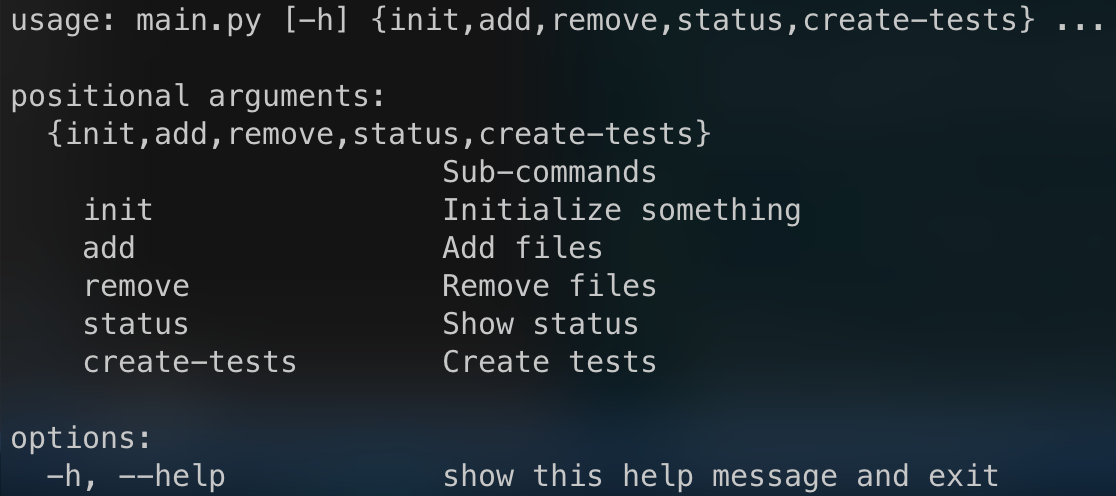 usage: main.py [-h] {init,add,remove,status,create-tests} ...

positional arguments:
  {init,add,remove,status,create-tests}
                        Sub-commands
    init                Initialize something
    add                 Add files
    remove              Remove files
    status              Show status
    create-tests        Create tests

options:
  -h, --help            show this help message and exit